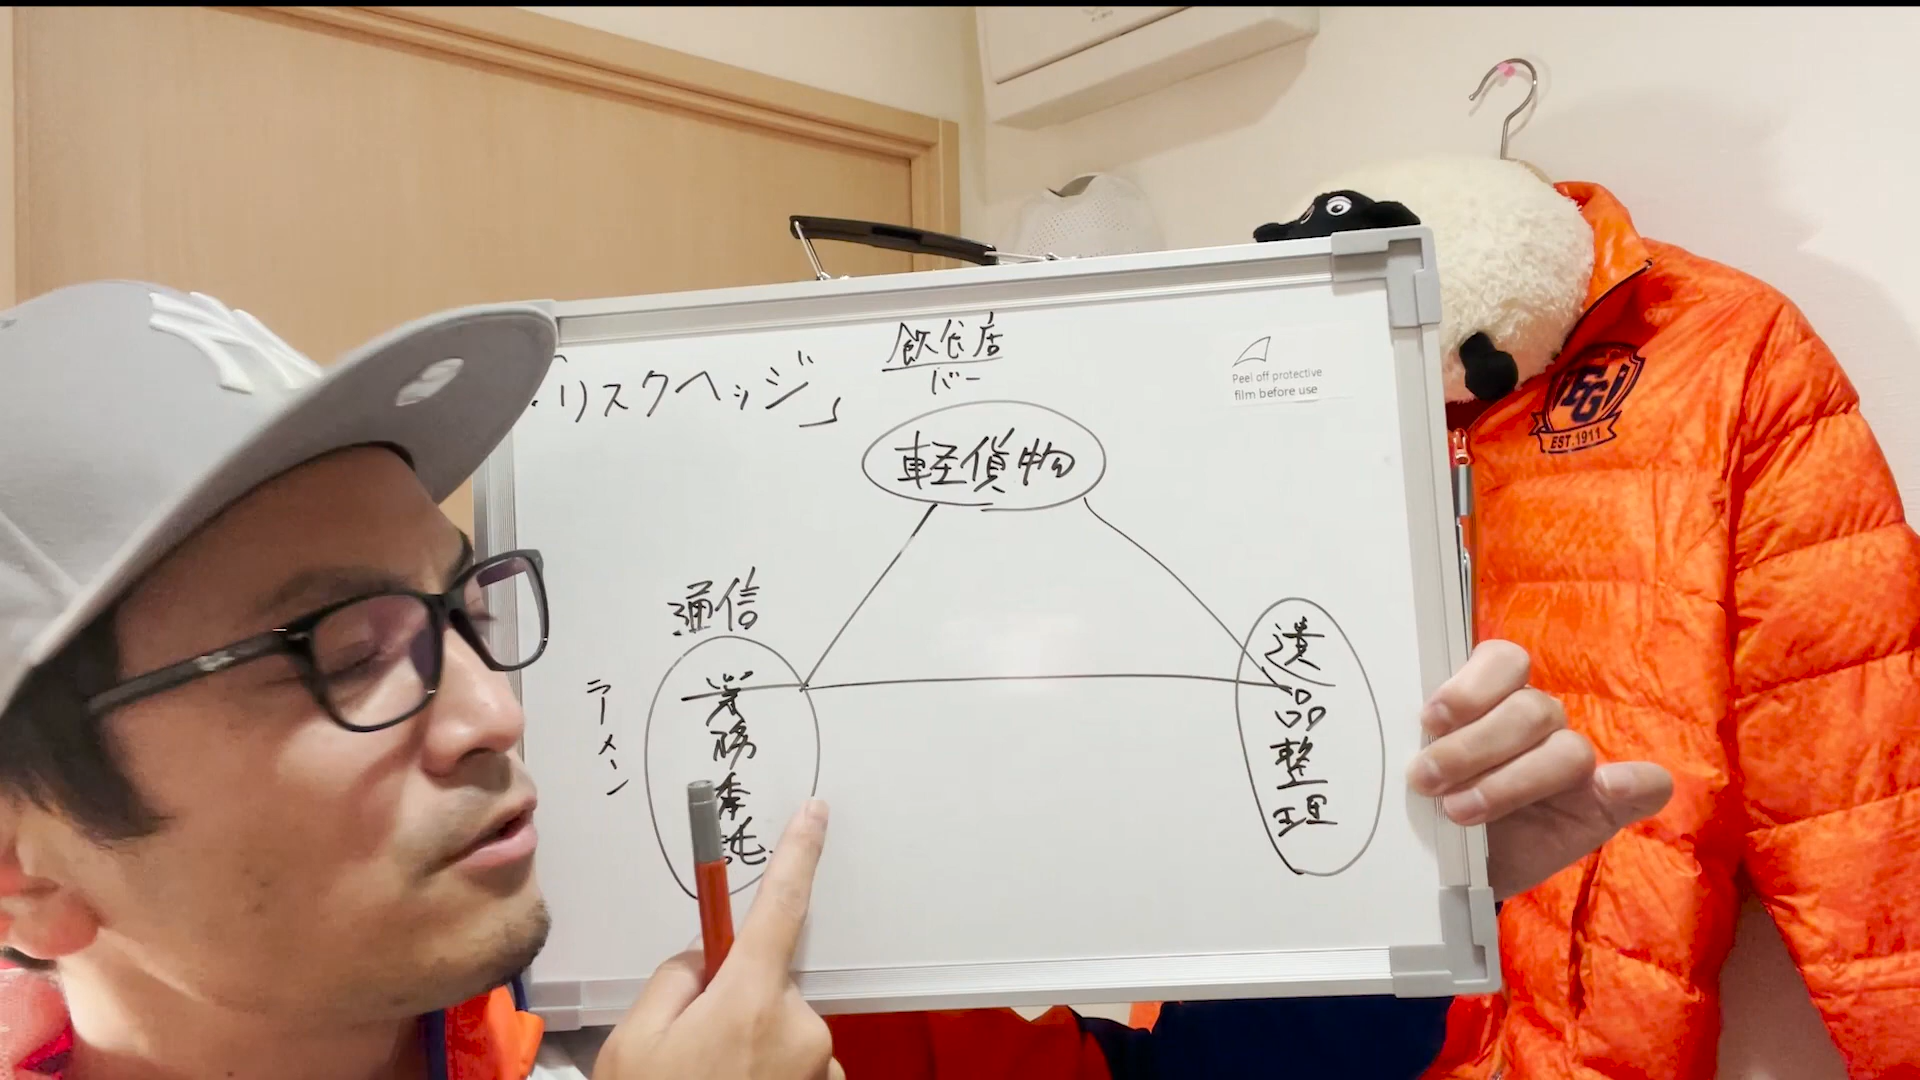 「リスクヘッジ」
飲食店
バー
Peel off protective
film before use
軽貨物
通信
業務委託
ラーメン
遺品整理
EGJ
EST.1911